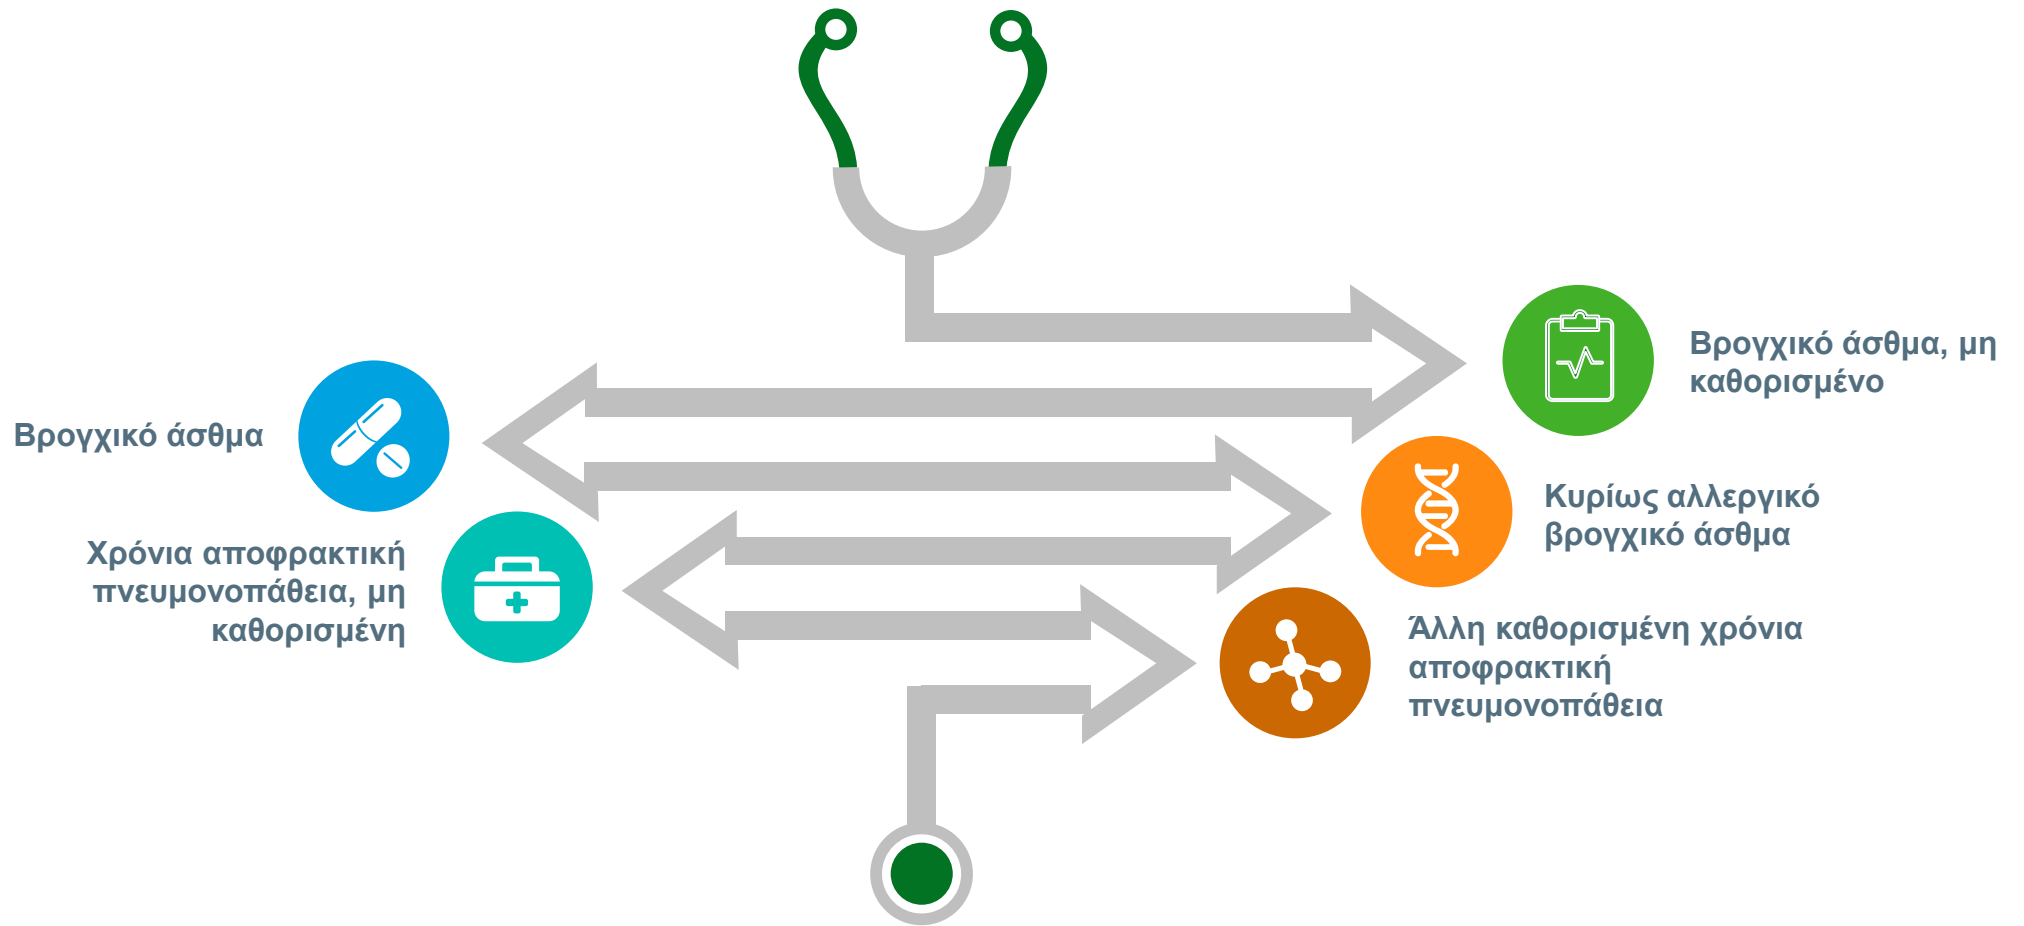 Βρογχικό άσθμα, μη
καθορισμένο
Βρογχικό άσθμα
Κυρίως αλλεργικό
βρογχικό άσθμα
Χρόνια αποφρακτική
πνευμονοπάθεια, μη
καθορισμένη
Άλλη καθορισμένη χρόνια
αποφρακτική
πνευμονοπάθεια